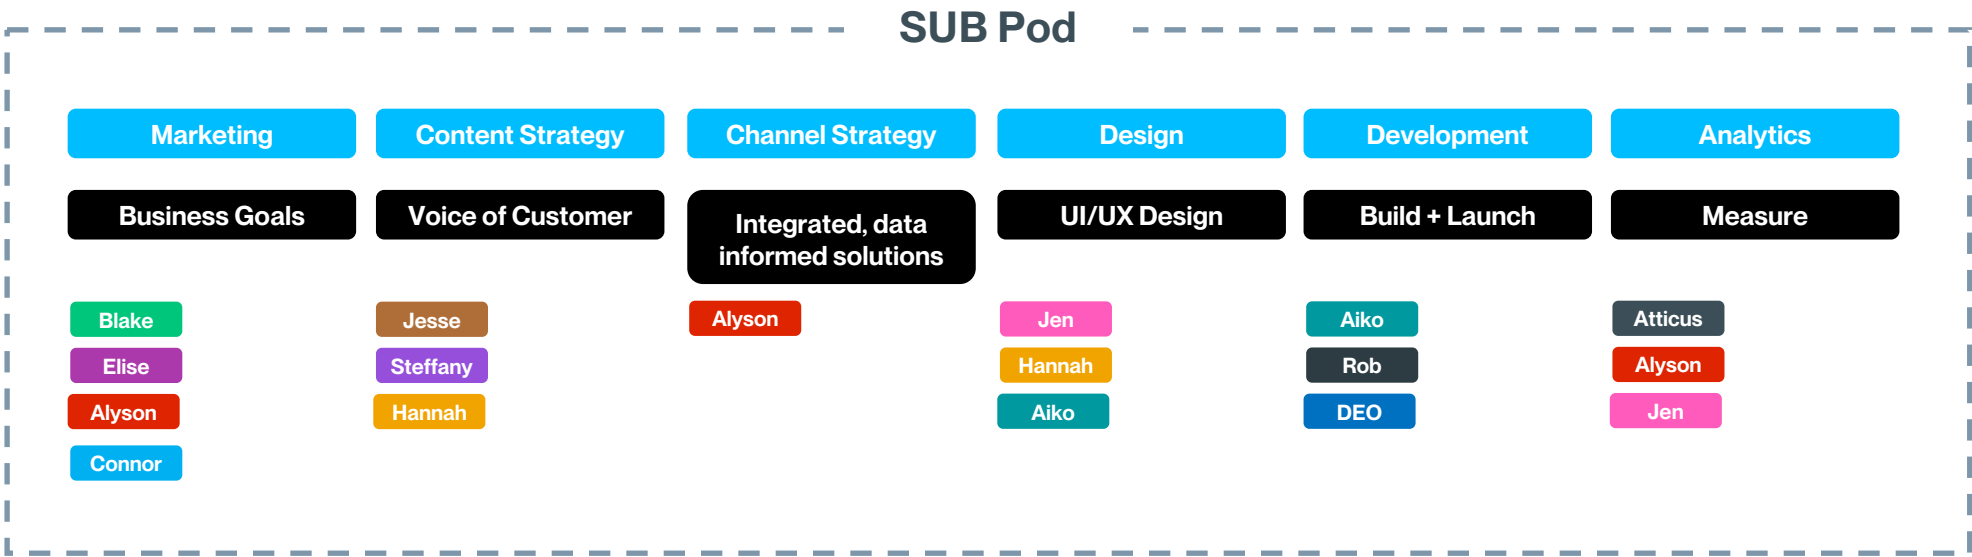 SUB Pod
Marketing
Content Strategy
Channel Strategy
Design
Development
Analytics
Business Goals
Voice of Customer
Integrated, data
informed solutions
UI/UX Design
Build + Launch
Measure
Blake
Elise
Alyson
Connor
Jesse
Steffany
Hannah
Alyson
Jen
Hannah
Aiko
Aiko
Rob
DEO
Atticus
Alyson
Jen